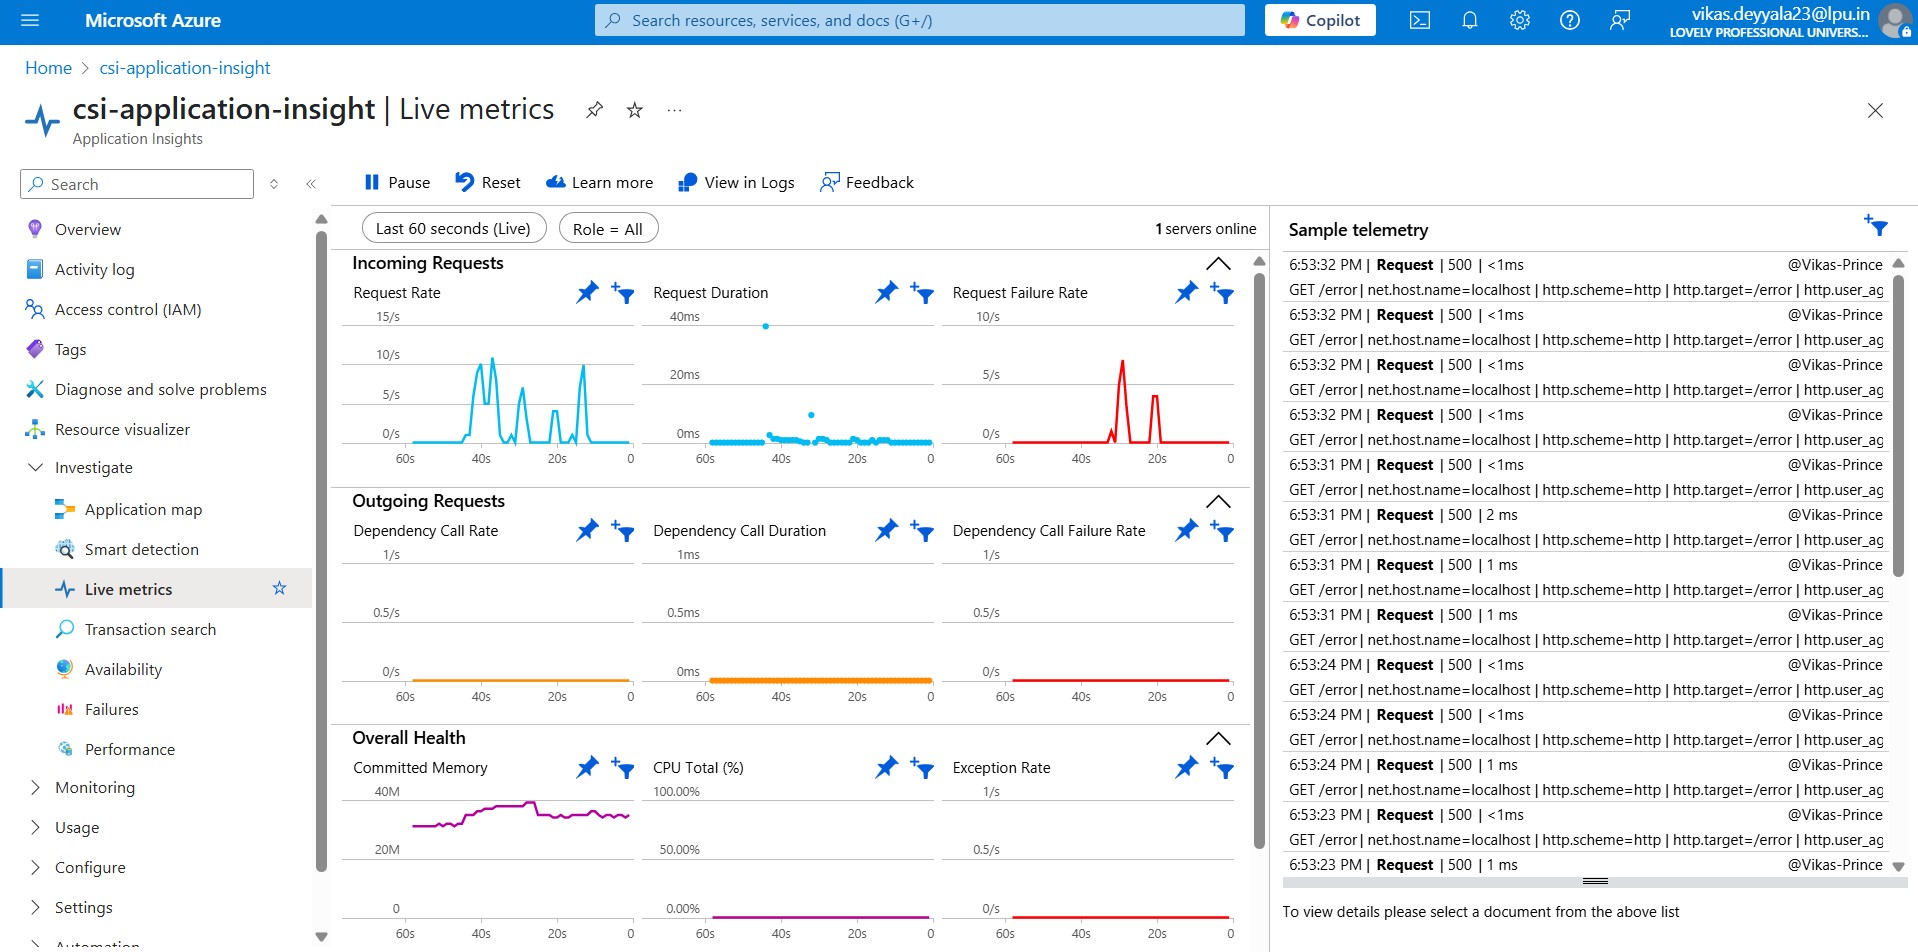 Microsoft Azure
Search resources, services, and docs (G+/)
Copilot
vikas.deyyala23@lpu.in
LOVELY PROFESSIONAL UNIVERS...
Home > csi-application-insight
csi-application-insight | Live metrics ...
Application Insights
Search
Overview
Activity log
Access control (IAM)
Tags
Diagnose and solve problems
Resource visualizer
Investigate
Application map
Smart detection
Live metrics
Transaction search
Availability
Failures
Performance
Monitoring
Usage
Configure
Settings
Automation
Pause Reset Learn more View in Logs Feedback
Last 60 seconds (Live) Role = All 1 servers online
Incoming Requests
Request Rate
15/s
10/s
5/s
0/s
60s 40s 20s 0
Request Duration
40ms
20ms
0ms
60s 40s 20s 0
Request Failure Rate
10/s
5/s
0/s
60s 40s 20s 0
Outgoing Requests
Dependency Call Rate
1/s
0.5/s
0/s
60s 40s 20s 0
Dependency Call Duration
1ms
0.5ms
0ms
60s 40s 20s 0
Dependency Call Failure Rate
1/s
0.5/s
0/s
60s 40s 20s 0
Overall Health
Committed Memory
40M
20M
0
60s 40s 20s 0
CPU Total (%)
100.00%
50.00%
0.00%
60s 40s 20s 0
Exception Rate
1/s
0.5/s
0/s
60s 40s 20s 0
Sample telemetry
6:53:32 PM | Request | 500 | <1ms @Vikas-Prince
GET /error | net.host.name=localhost | http.scheme=http | http.target=/error | http.user_ag
6:53:32 PM | Request | 500 | <1ms @Vikas-Prince
GET /error | net.host.name=localhost | http.scheme=http | http.target=/error | http.user_ag
6:53:32 PM | Request | 500 | <1ms @Vikas-Prince
GET /error | net.host.name=localhost | http.scheme=http | http.target=/error | http.user_ag
6:53:32 PM | Request | 500 | <1ms @Vikas-Prince
GET /error | net.host.name=localhost | http.scheme=http | http.target=/error | http.user_ag
6:53:31 PM | Request | 500 | <1ms @Vikas-Prince
GET /error | net.host.name=localhost | http.scheme=http | http.target=/error | http.user_ag
6:53:31 PM | Request | 500 | 2 ms @Vikas-Prince
GET /error | net.host.name=localhost | http.scheme=http | http.target=/error | http.user_ag
6:53:31 PM | Request | 500 | 1 ms @Vikas-Prince
GET /error | net.host.name=localhost | http.scheme=http | http.target=/error | http.user_ag
6:53:31 PM | Request | 500 | 1 ms @Vikas-Prince
GET /error | net.host.name=localhost | http.scheme=http | http.target=/error | http.user_ag
6:53:24 PM | Request | 500 | <1ms @Vikas-Prince
GET /error | net.host.name=localhost | http.scheme=http | http.target=/error | http.user_ag
6:53:24 PM | Request | 500 | <1ms @Vikas-Prince
GET /error | net.host.name=localhost | http.scheme=http | http.target=/error | http.user_ag
6:53:24 PM | Request | 500 | 1 ms @Vikas-Prince
GET /error | net.host.name=localhost | http.scheme=http | http.target=/error | http.user_ag
6:53:23 PM | Request | 500 | <1ms @Vikas-Prince
GET /error | net.host.name=localhost | http.scheme=http | http.target=/error | http.user_ag
6:53:23 PM | Request | 500 | 1 ms @Vikas-Prince
To view details please select a document from the above list